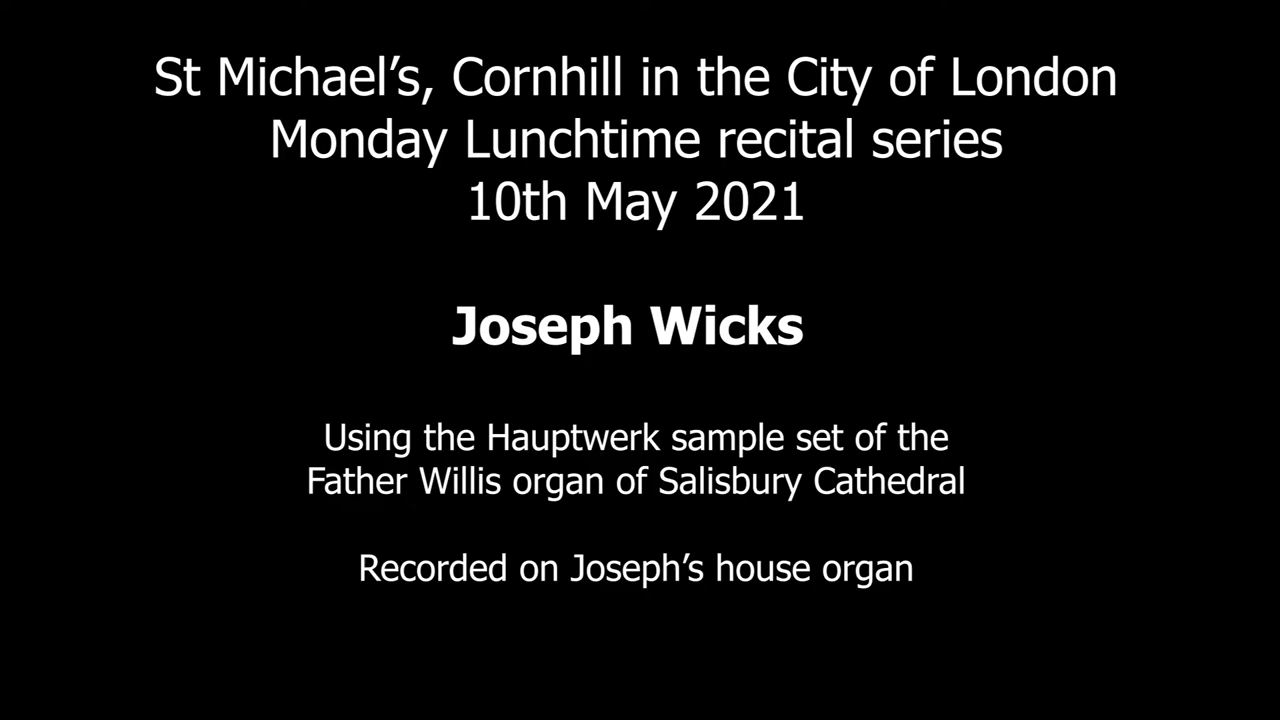 St Michael’s, Cornhill in the City of London
Monday Lunchtime recital series
10th May 2021
Joseph Wicks
Using the Hauptwerk sample set of the
Father Willis organ of Salisbury Cathedral
Recorded on Joseph’s house organ